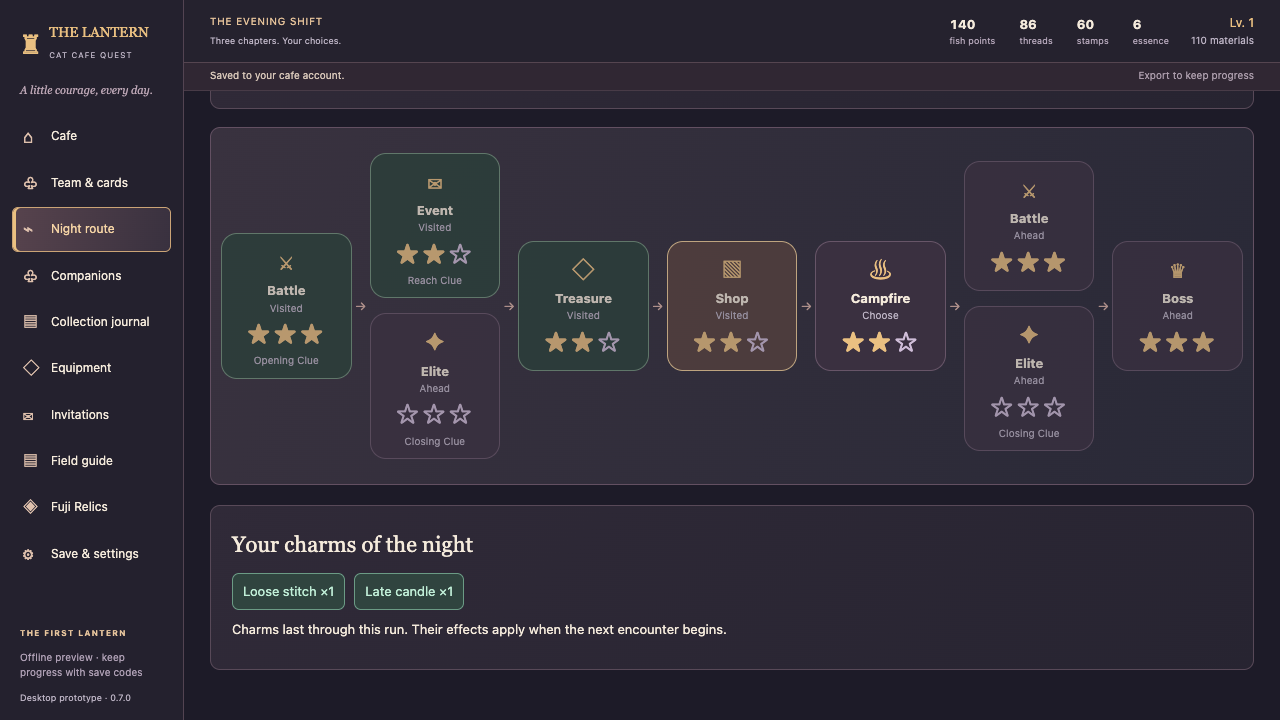 THE LANTERN
CAT CAFE QUEST
A little courage, every day.
Cafe
Team & cards
Night route
Companions
Collection journal
Equipment
Invitations
Field guide
Fuji Relics
Save & settings
THE FIRST LANTERN
Offline preview · keep
progress with save codes
Desktop prototype · 0.7.0
THE EVENING SHIFT
Three chapters. Your choices.
140
fish points
86
threads
60
stamps
6
essence
Lv. 1
110 materials
Saved to your cafe account.
Export to keep progress
Battle
Visited
Opening Clue
Event
Visited
Reach Clue
Elite
Ahead
Closing Clue
Treasure
Visited
Shop
Visited
Campfire
Choose
Battle
Ahead
Elite
Ahead
Closing Clue
Boss
Ahead
Your charms of the night
Loose stitch ×1
Late candle ×1
Charms last through this run. Their effects apply when the next encounter begins.